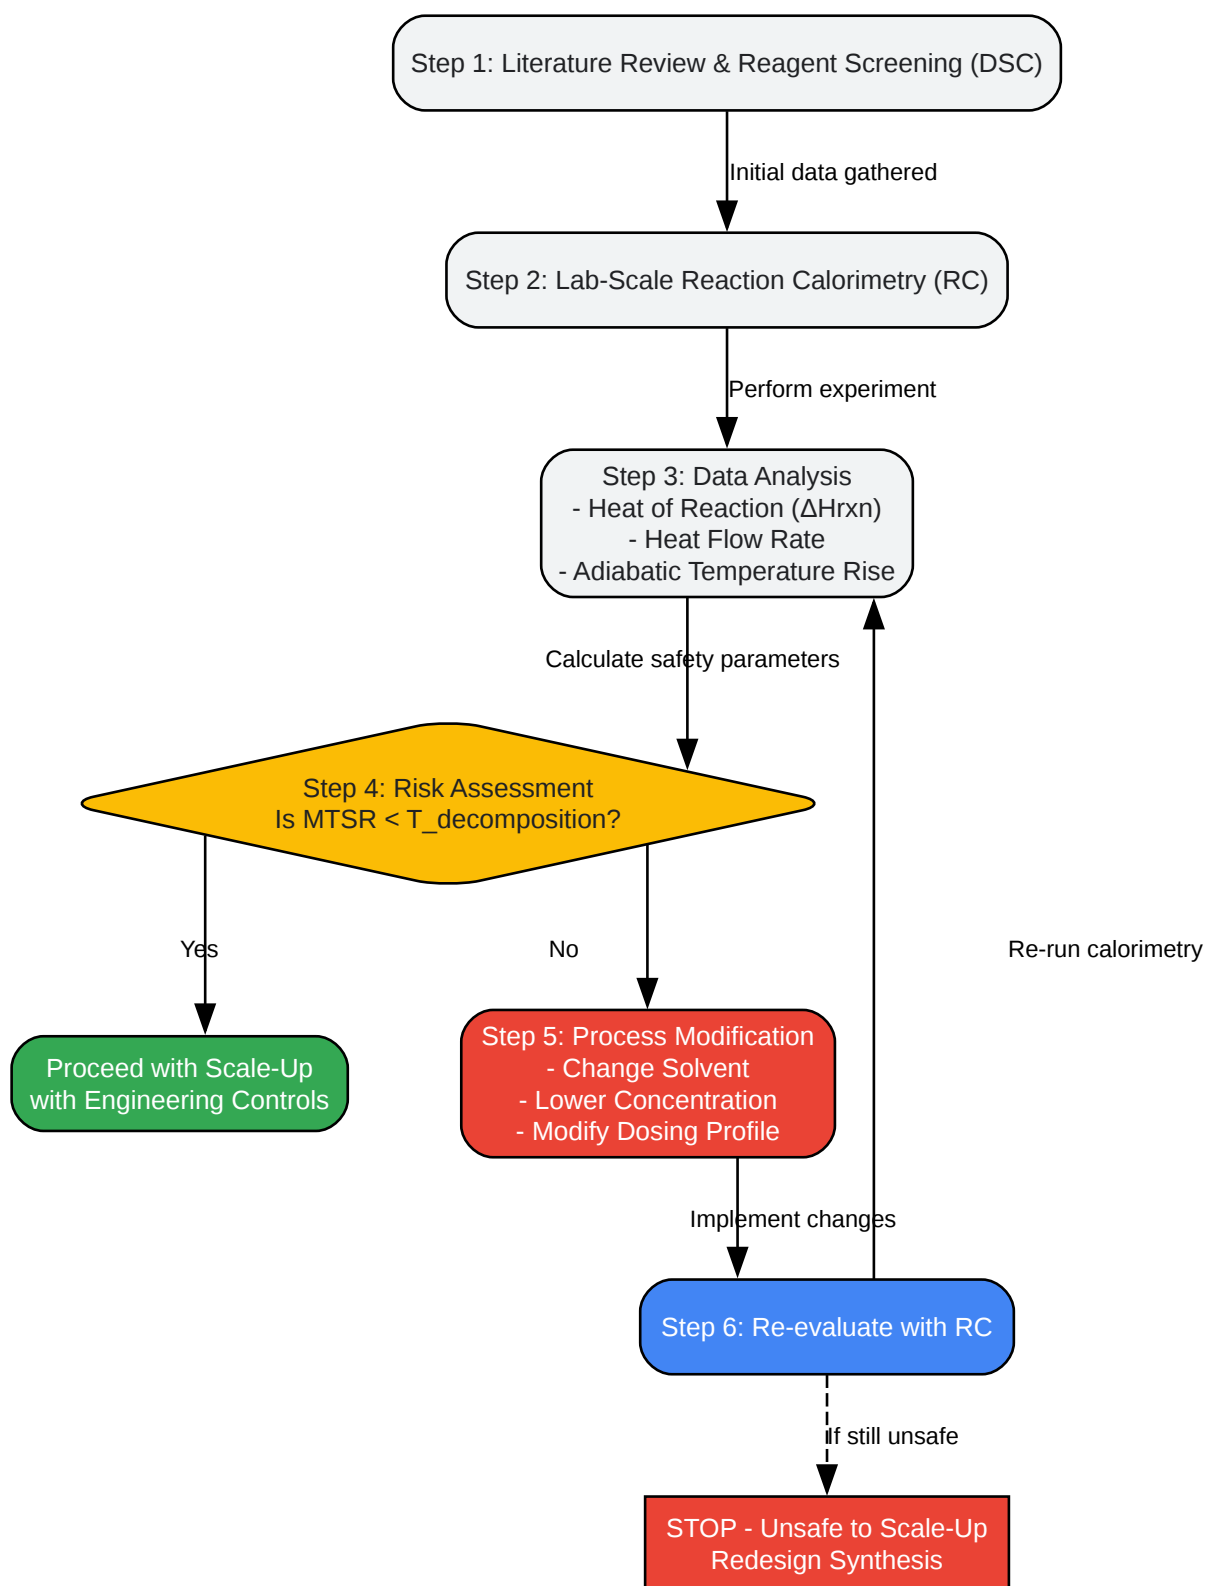 Step 1: Literature Review & Reagent Screening (DSC)
Initial data gathered
Step 2: Lab-Scale Reaction Calorimetry (RC)
Perform experiment
Step 3: Data Analysis
- Heat of Reaction (ΔHrxn)
- Heat Flow Rate
- Adiabatic Temperature Rise
Calculate safety parameters
Step 4: Risk Assessment
Is MTSR < T_decomposition?
Yes
No
Re-run calorimetry
Proceed with Scale-Up
with Engineering Controls
Step 5: Process Modification
- Change Solvent
- Lower Concentration
- Modify Dosing Profile
Implement changes
Step 6: Re-evaluate with RC
If still unsafe
STOP - Unsafe to Scale-Up
Redesign Synthesis